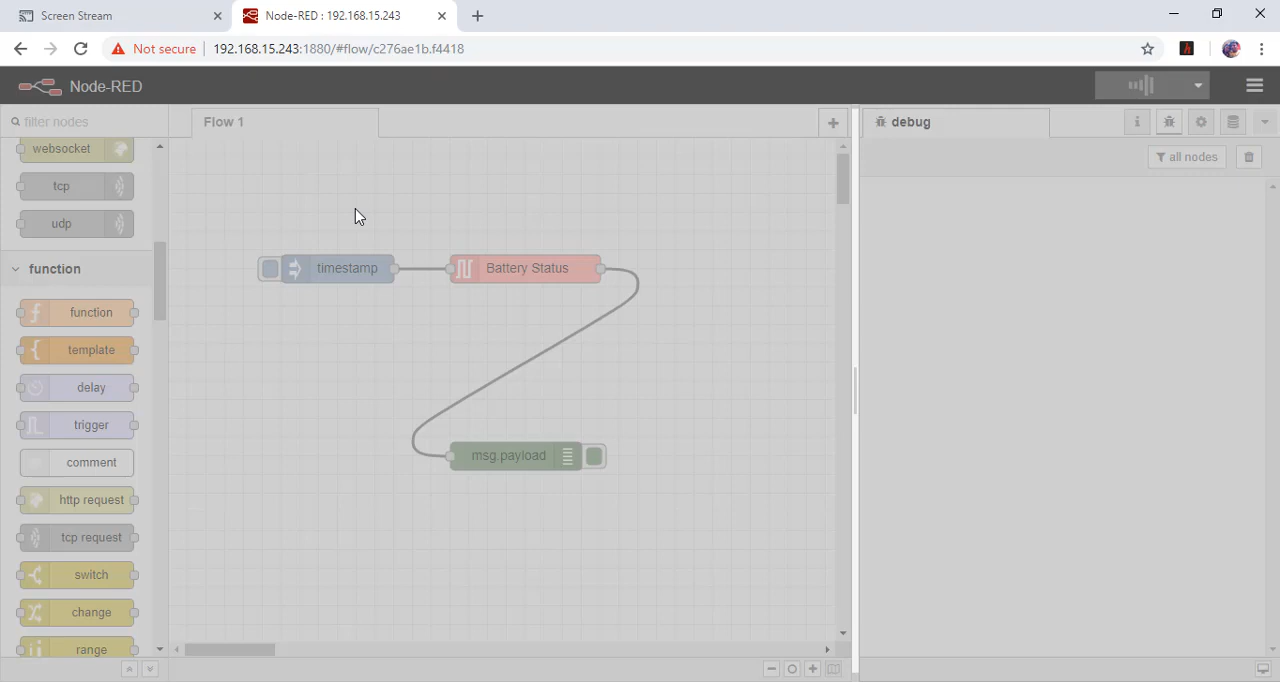 Screen Stream
Node-RED : 192.168.15.243
Not secure
192.168.15.243:1880/#flow/c276ae1b.f4418
Node-RED
filter nodes
Flow 1
debug
all nodes
websocket
tcp
udp
function
function
template
delay
trigger
comment
http request
tcp request
switch
change
range
timestamp
Battery Status
msg.payload